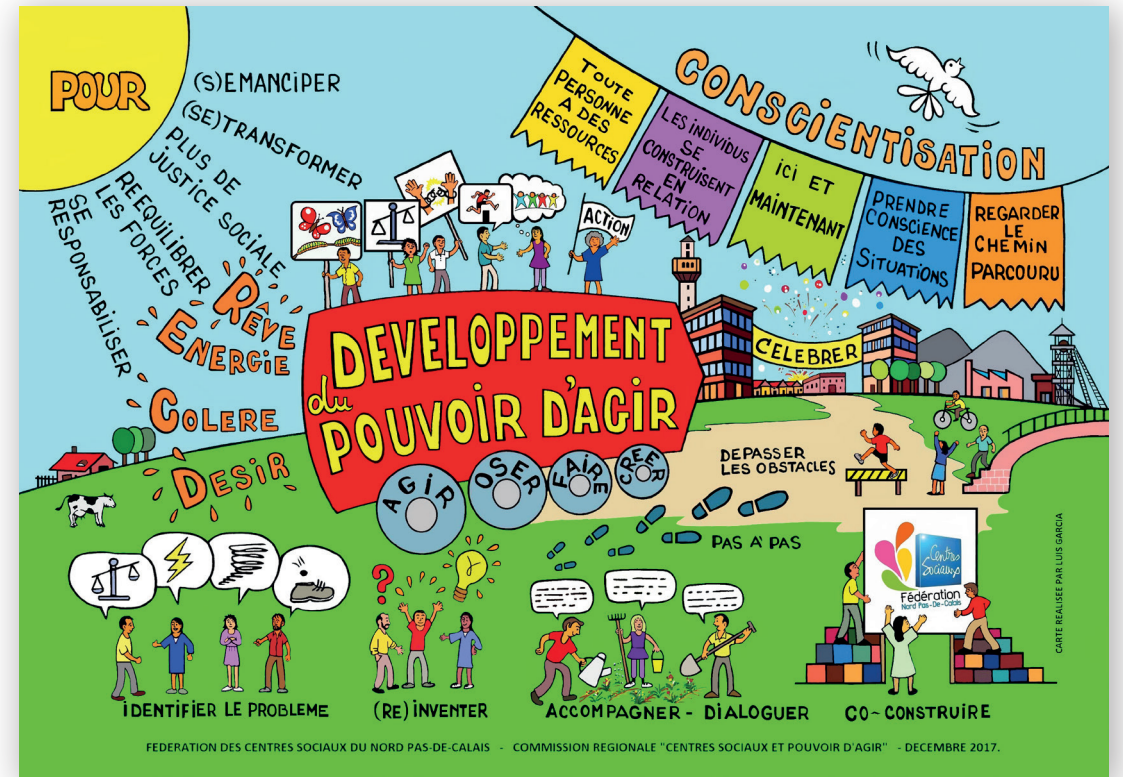 POUR
(S)EMANCIPER
(SE)TRANSFORMER
PLUS DE
JUSTICE SOCIALE
REEQUILIBRER
LES FORCES
SE
RESPONSABILISER
RÊVE
ENERGIE
COLERE
DESIR
CONSCIENTISATION
TOUTE
PERSONNE
A DES
RESSOURCES
LES INDIVIDUS
SE
CONSTRUISENT
EN
RELATION
ICI ET
MAINTENANT
PRENDRE
CONSCIENCE
DES
SITUATIONS
REGARDER
LE
CHEMIN
PARCOURU
ACTION
DEVELOPPEMENT
du
POUVOIR D'AGIR
AGIR
OSER
FAIRE
CREER
CELEBRER
DEPASSER
LES OBSTACLES
PAS A PAS
?
Centres
Sociaux
Fédération
Nord Pas-De-Calais
CARTE REALISEE PAR LUIS GARCIA
IDENTIFIER LE PROBLEME
(RE)INVENTER
ACCOMPAGNER - DIALOGUER
CO-CONSTRUIRE
FEDERATION DES CENTRES SOCIAUX DU NORD PAS-DE-CALAIS - COMMISSION REGIONALE "CENTRES SOCIAUX ET POUVOIR D'AGIR" - DECEMBRE 2017.